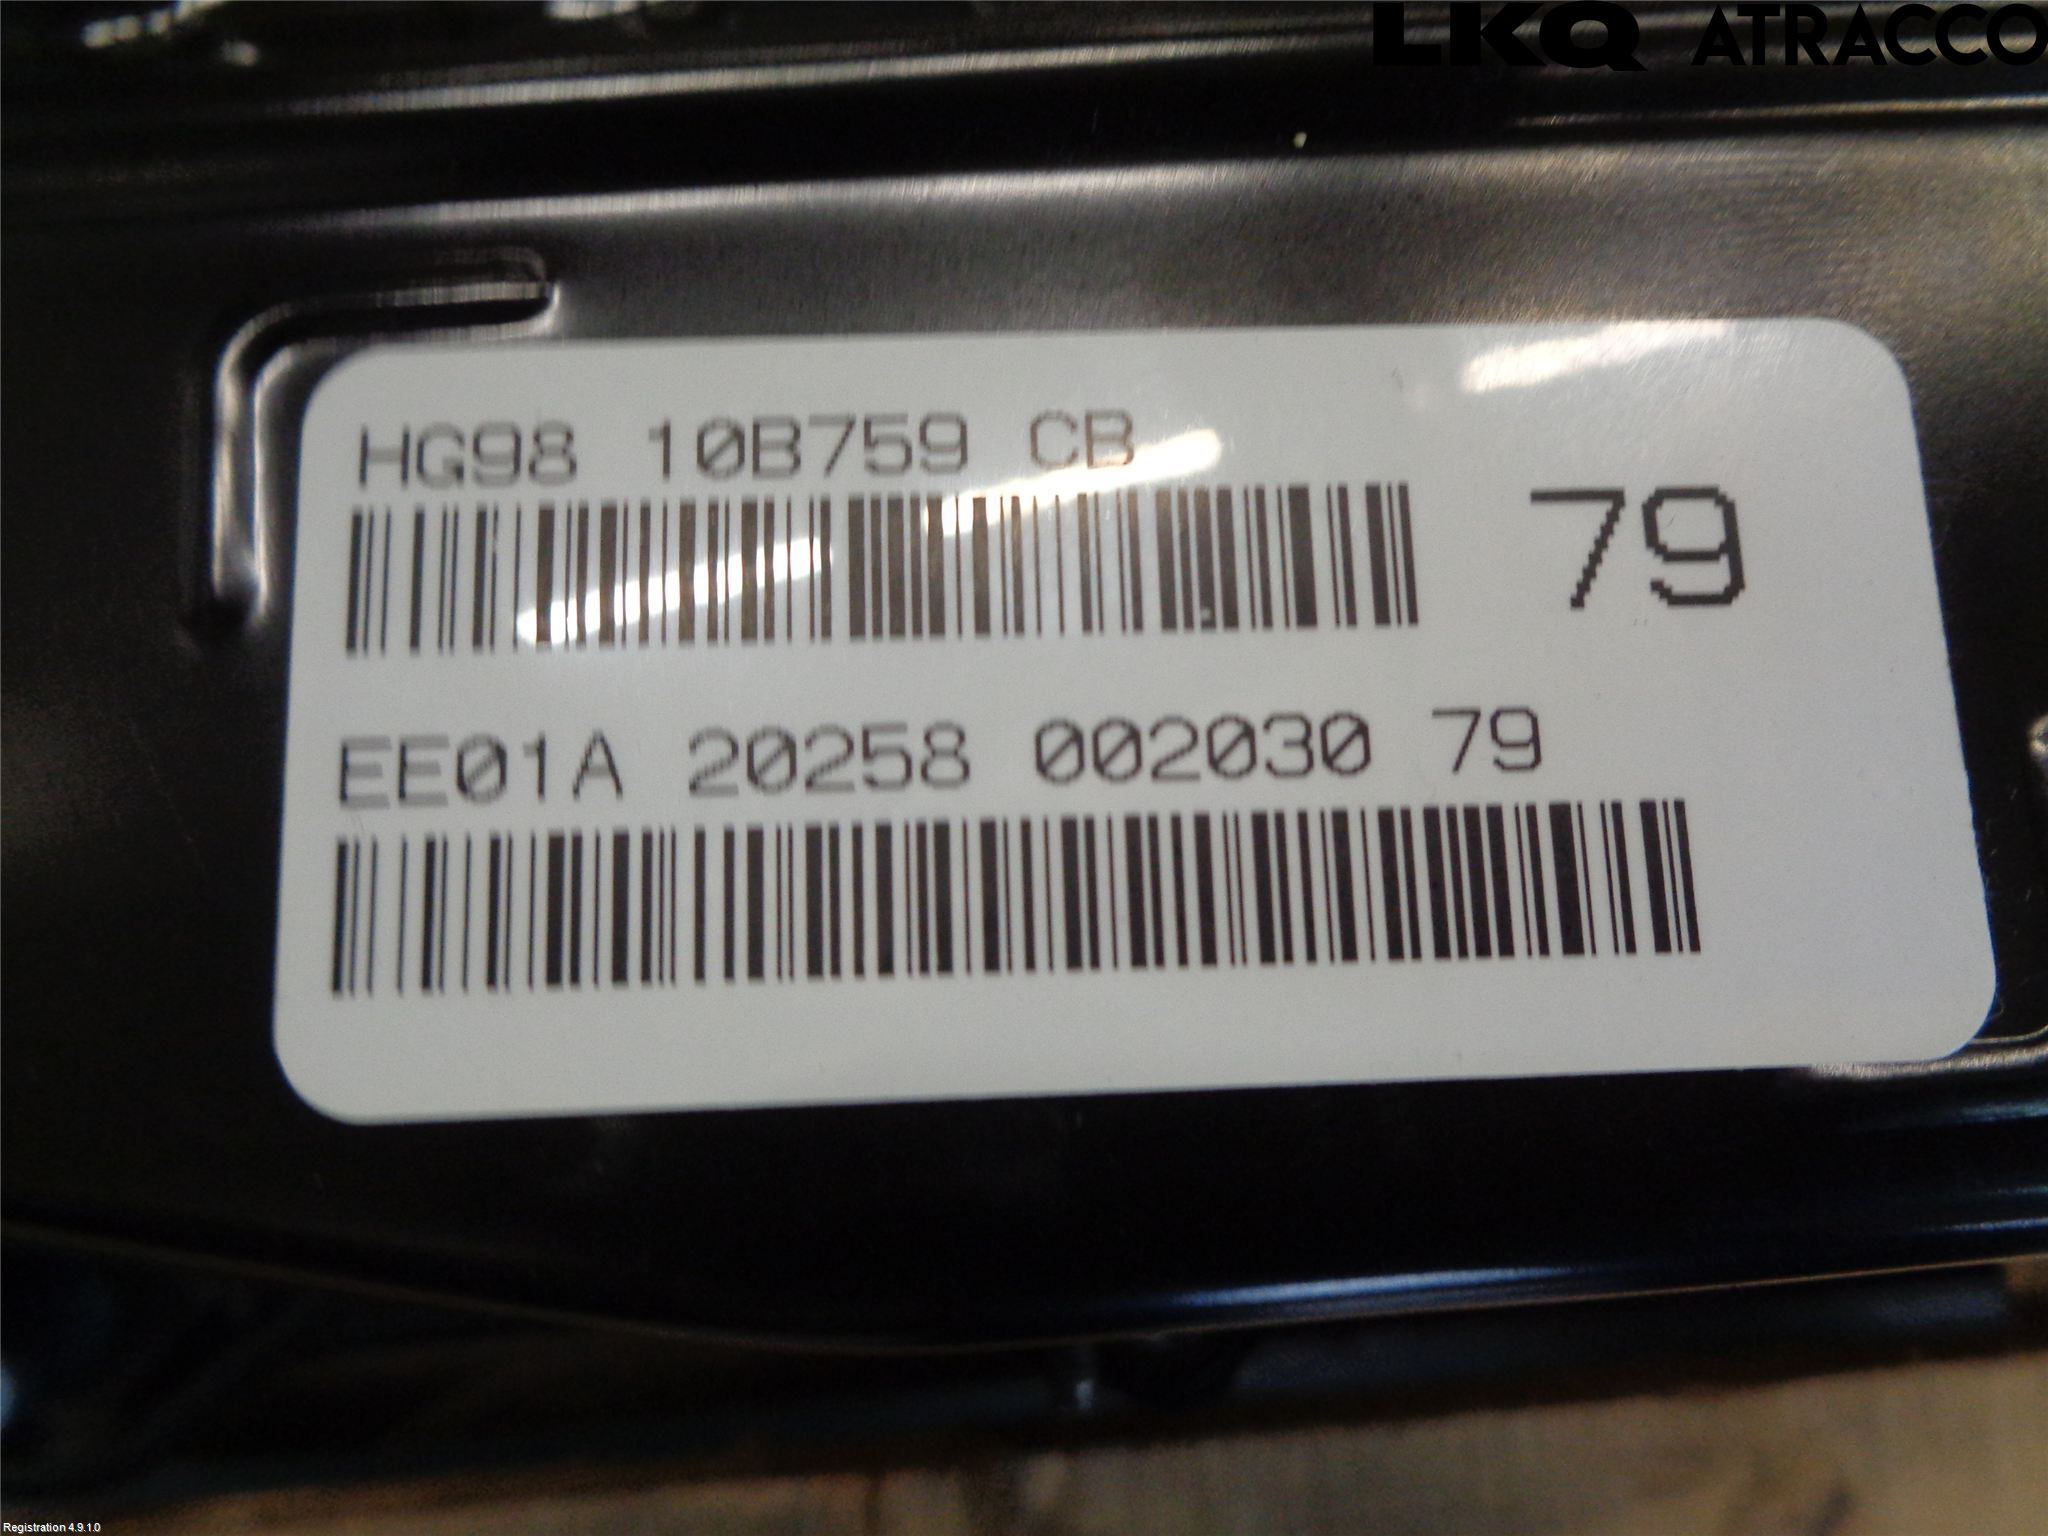 LKQ ATRACCO
HG98 10B759 CB
79
EE01A 20258 002030 79
Registration 4.9.1.0